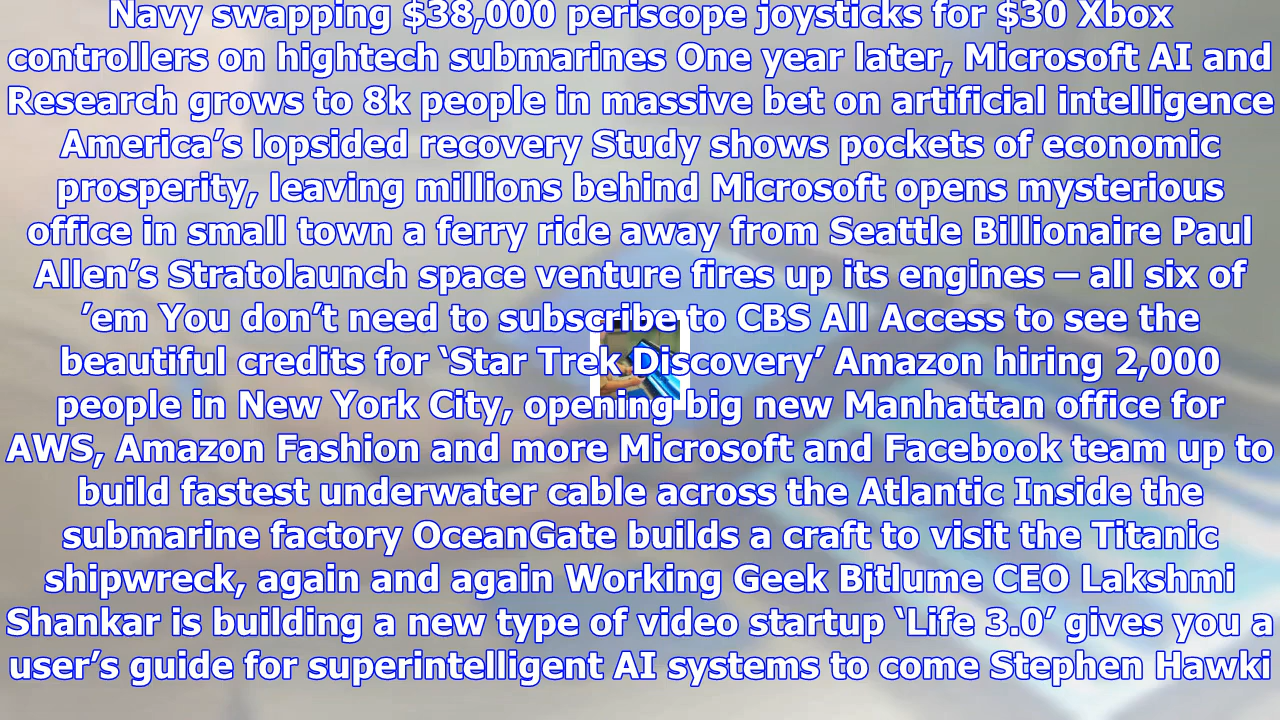 Navy swapping $38,000 periscope joysticks for $30 Xbox
controllers on hightech submarines One year later, Microsoft AI and
Research grows to 8k people in massive bet on artificial intelligence
America’s lopsided recovery Study shows pockets of economic
prosperity, leaving millions behind Microsoft opens mysterious
office in small town a ferry ride away from Seattle Billionaire Paul
Allen’s Stratolaunch space venture fires up its engines – all six of
’em You don’t need to subscribe to CBS All Access to see the
beautiful credits for ‘Star Trek Discovery’ Amazon hiring 2,000
people in New York City, opening big new Manhattan office for
AWS, Amazon Fashion and more Microsoft and Facebook team up to
build fastest underwater cable across the Atlantic Inside the
submarine factory OceanGate builds a craft to visit the Titanic
shipwreck, again and again Working Geek Bitlume CEO Lakshmi
Shankar is building a new type of video startup ‘Life 3.0’ gives you a
user’s guide for superintelligent AI systems to come Stephen Hawki